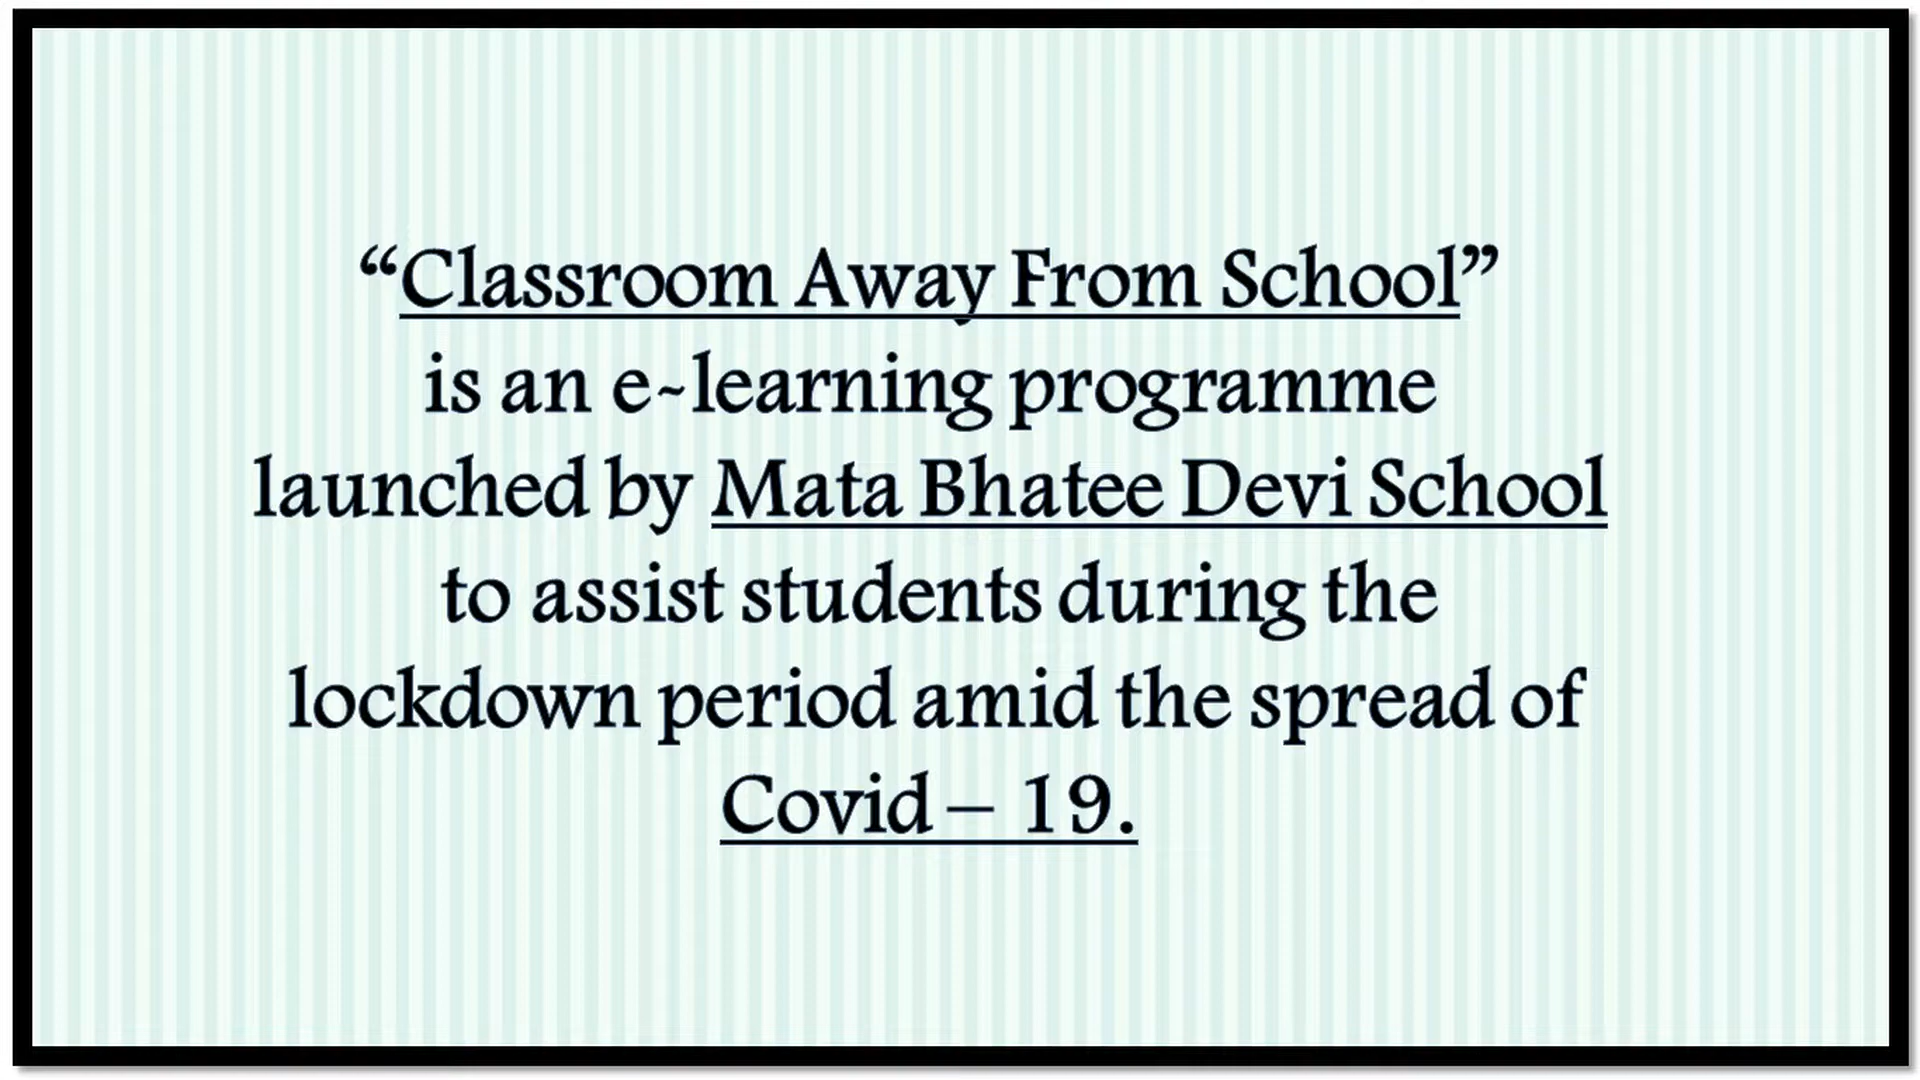 “Classroom Away From School”
is an e-learning programme
launched by Mata Bhatee Devi School
to assist students during the
lockdown period amid the spread of
Covid – 19.